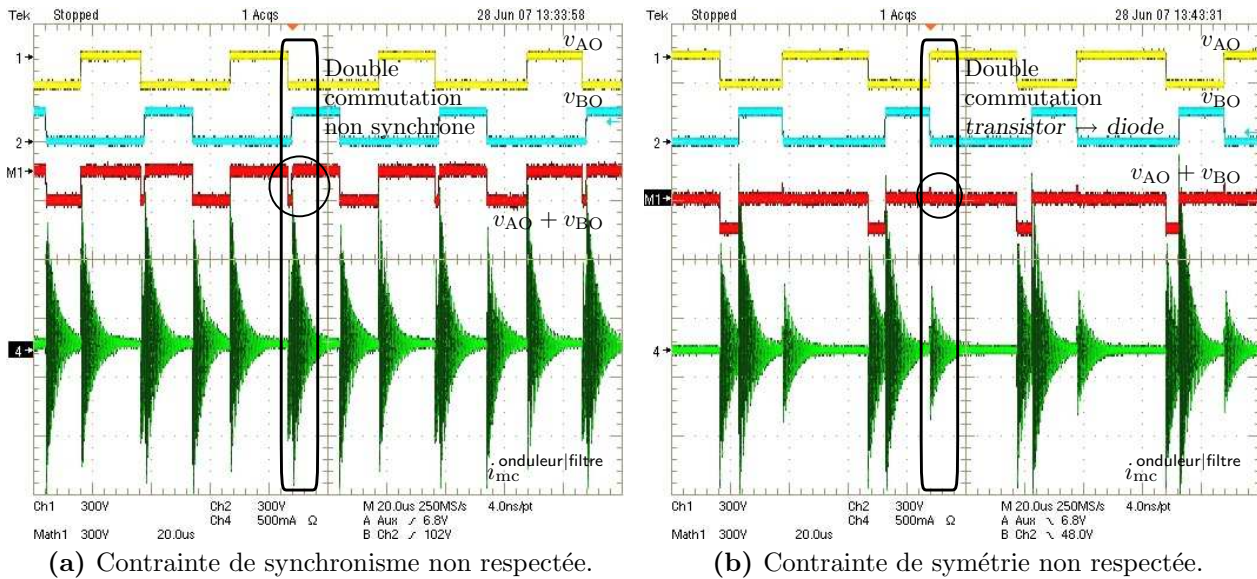 Tek Stopped 1 Acqs 28 Jun 07 13:33:58
1
v_AO
Double
commutation
non synchrone
v_BO
2
M1
v_AO + v_BO
4
i_mc^onduleur|filtre
Ch1 300V Ch2 300V M 20.0us 250MS/s 4.0ns/pt
Ch4 500mA Ω A Aux ⌿ 6.8V
Math1 300V 20.0us B Ch2 ⌿ 102V
(a) Contrainte de synchronisme non respectée.
Tek Stopped 1 Acqs 28 Jun 07 13:43:31
1
v_AO
Double
commutation
transistor ↦ diode
v_BO
2
v_AO + v_BO
M1
4
i_mc^onduleur|filtre
Ch1 300V Ch2 300V M 20.0us 250MS/s 4.0ns/pt
Ch4 500mA Ω A Aux ⌿ 6.8V
Math1 300V 20.0us B Ch2 \ 48.0V
(b) Contrainte de symétrie non respectée.